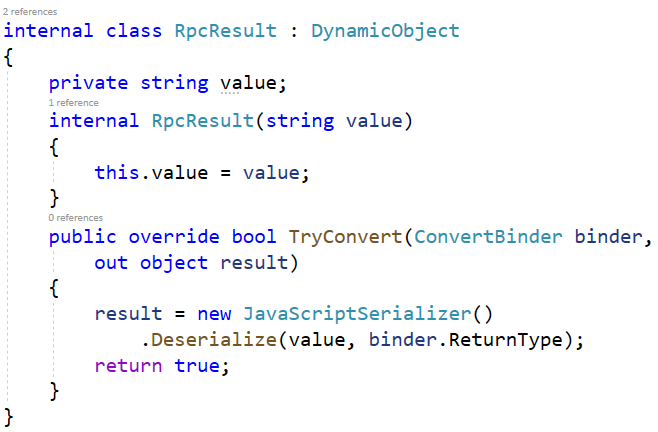 2 references
internal class RpcResult : DynamicObject
{
    private string value;
    1 reference
    internal RpcResult(string value)
    {
        this.value = value;
    }
    0 references
    public override bool TryConvert(ConvertBinder binder,
        out object result)
    {
        result = new JavaScriptSerializer()
            .Deserialize(value, binder.ReturnType);
        return true;
    }
}